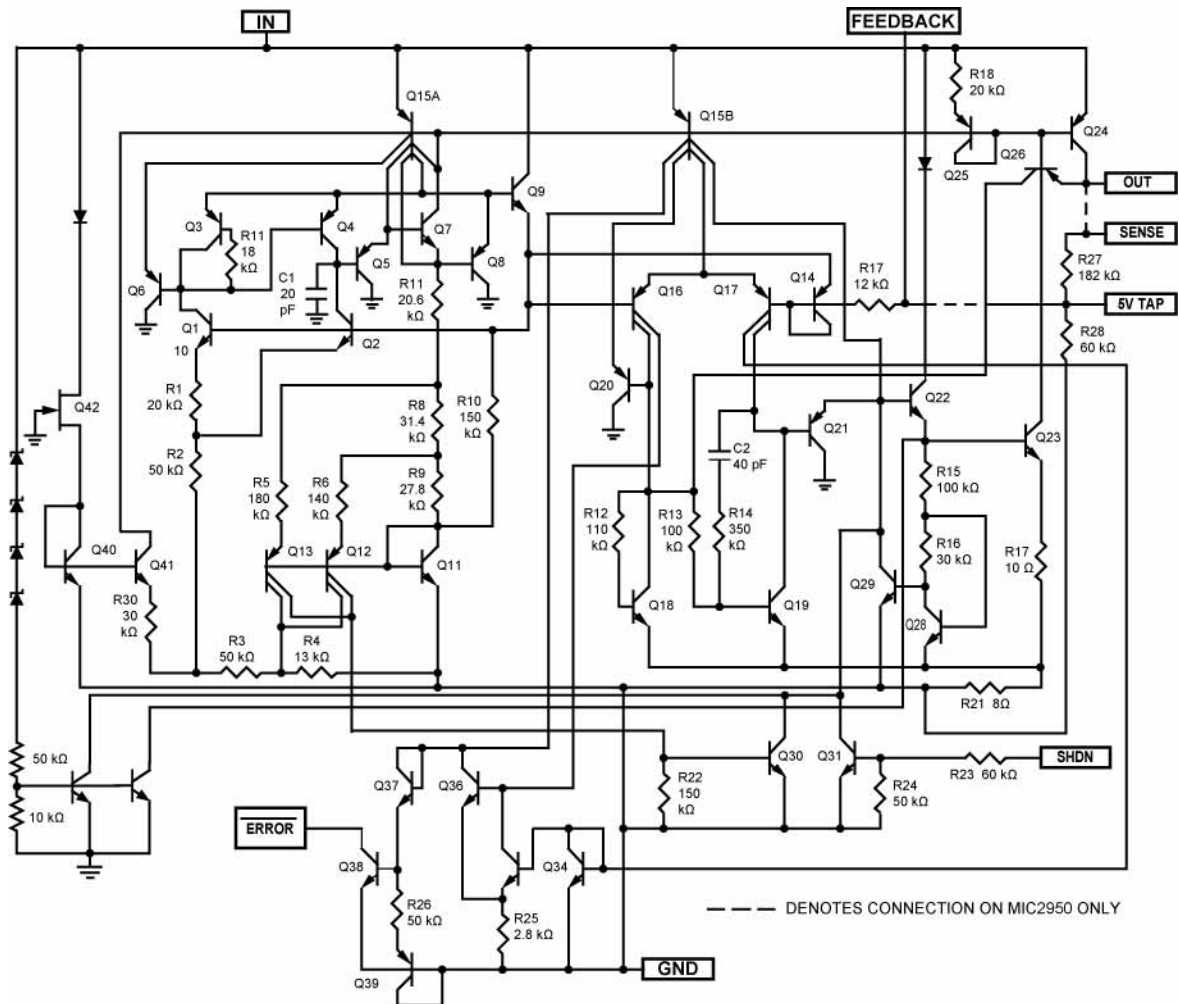 IN
FEEDBACK
R18
20 kΩ
Q15A
Q15B
Q24
Q26
Q25
OUT
Q9
Q3
Q4
Q7
R11
18
kΩ
Q5
Q8
SENSE
R27
182 kΩ
Q6
C1
20
pF
R11
20.6
kΩ
Q16
Q17
Q14
R17
12 kΩ
5V TAP
Q1
10
Q2
R28
60 kΩ
R1
20 kΩ
Q42
R8
31.4
kΩ
R10
150
kΩ
Q20
Q22
Q21
Q23
R2
50 kΩ
C2
40 pF
R5
180
kΩ
R6
140
kΩ
R9
27.8
kΩ
R15
100 kΩ
R12
110
kΩ
R13
100
kΩ
R14
350
kΩ
R16
30 kΩ
R17
10 Ω
Q40
Q41
Q13
Q12
Q11
Q29
Q18
Q19
Q28
R30
30
kΩ
R3
50 kΩ
R4
13 kΩ
R21 8Ω
50 kΩ
10 kΩ
Q37
Q36
R22
150
kΩ
Q30
Q31
R24
50 kΩ
R23 60 kΩ
SHDN
ERROR
Q38
Q34
R26
50 kΩ
R25
2.8 kΩ
DENOTES CONNECTION ON MIC2950 ONLY
Q39
GND